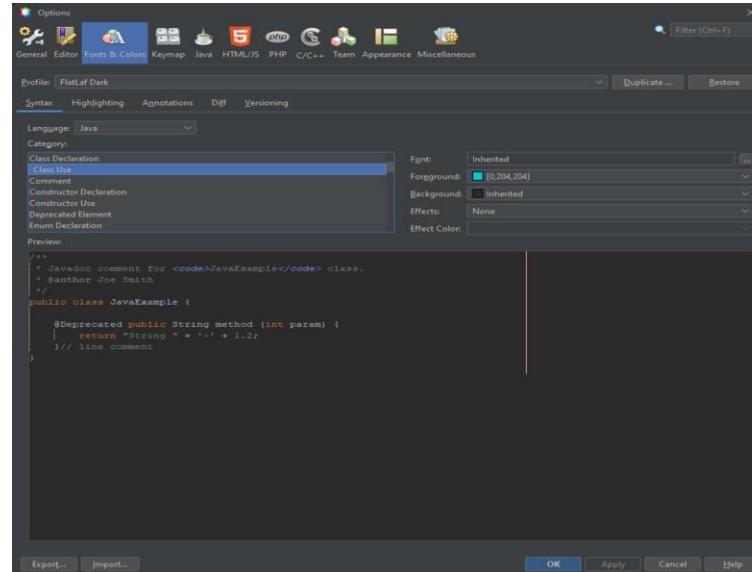 Options
Filter (Ctrl+F)
General Editor Fonts & Colors Keymap Java HTML/JS PHP C/C++ Team Appearance Miscellaneous
Profile: FlatLaf Dark Duplicate ... Restore
Syntax Highlighting Annotations Diff Versioning
Language: Java
Category:
Class Declaration
Class Use
Comment
Constructor Declaration
Constructor Use
Deprecated Element
Enum Declaration
Font: Inherited ...
Foreground: [0,204,204]
Background: Inherited
Effects: None
Effect Color:
Preview:
/**
* Javadoc comment for <code>JavaExample</code> class.
* @author Joe Smith
*/
public class JavaExample {
@Deprecated public String method (int param) {
return "String " + '-' + 1.2;
}// line comment
}
Export... Import... OK Apply Cancel Help